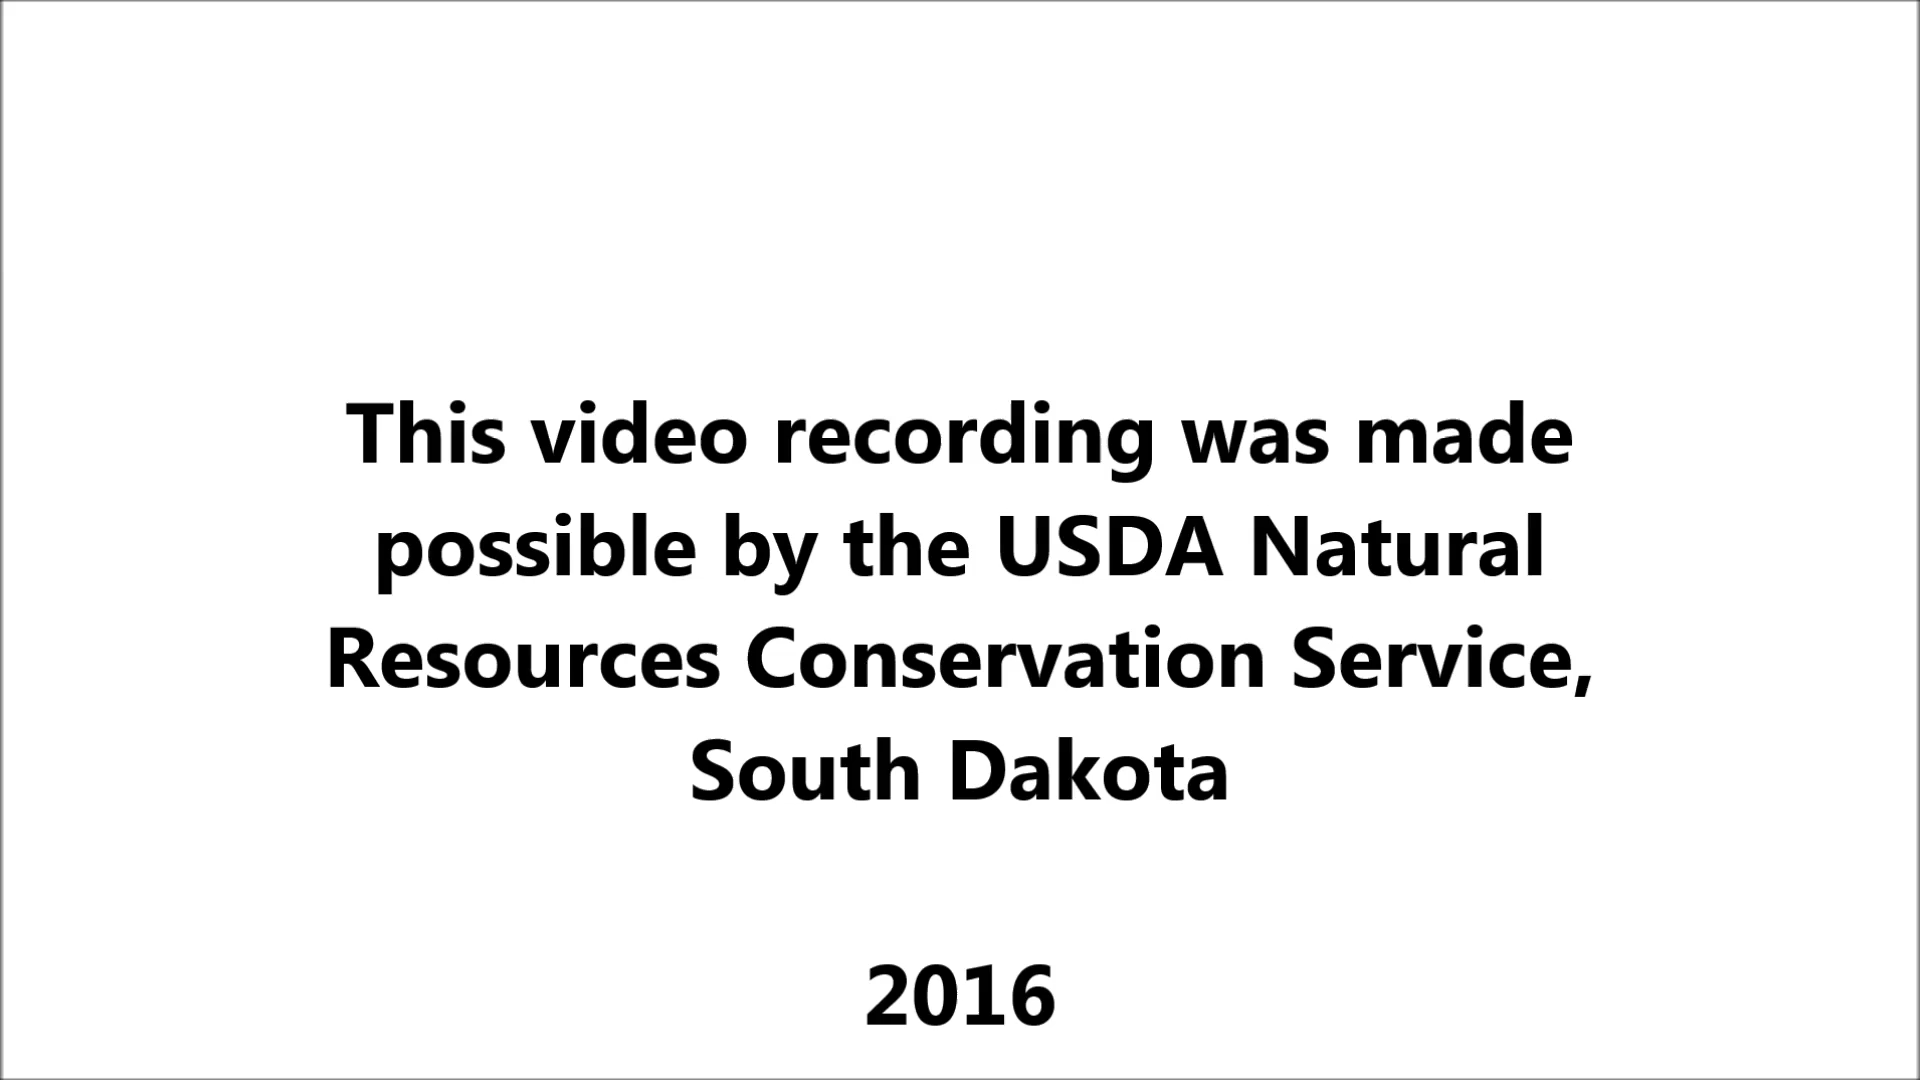 This video recording was made
possible by the USDA Natural
Resources Conservation Service,
South Dakota
2016